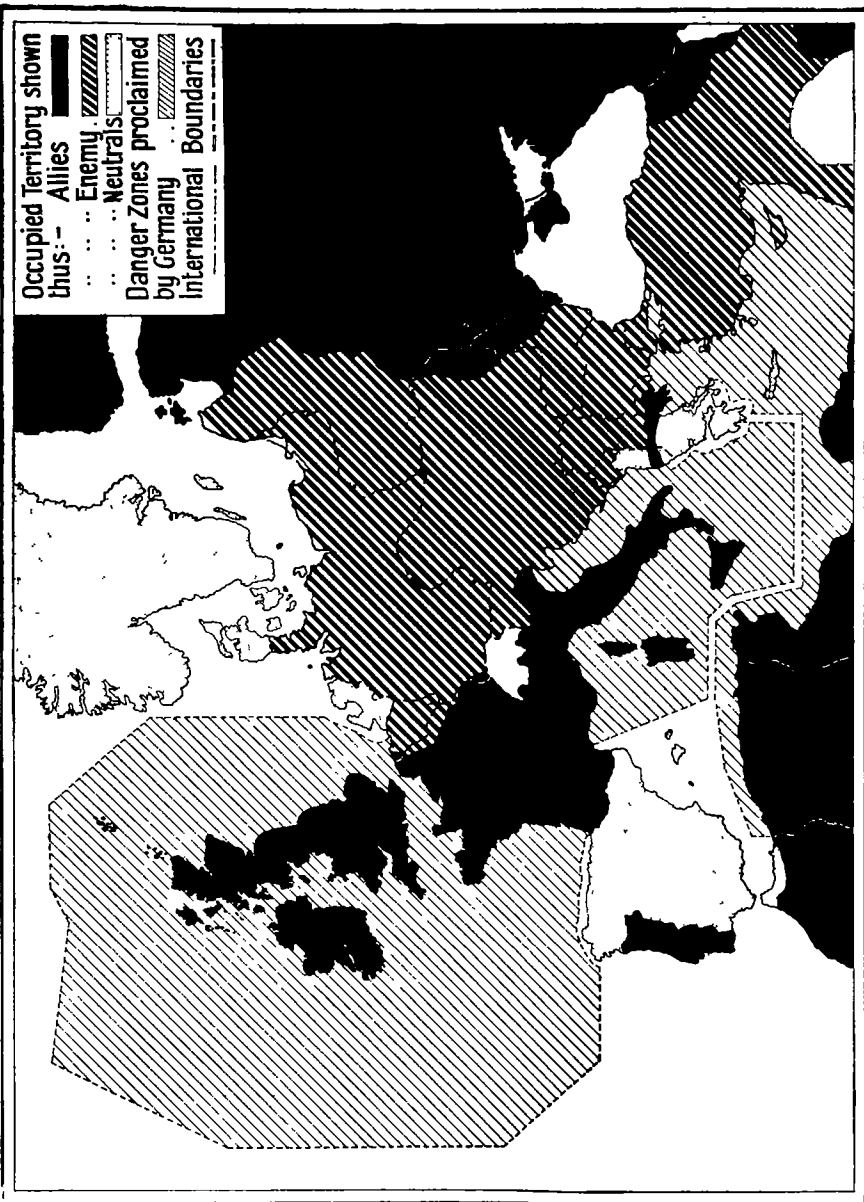 Occupied Territory shown
thus:- Allies
.. .. .. Enemy.
.. .. .. Neutrals
Danger Zones proclaimed
by Germany ..
International Boundaries